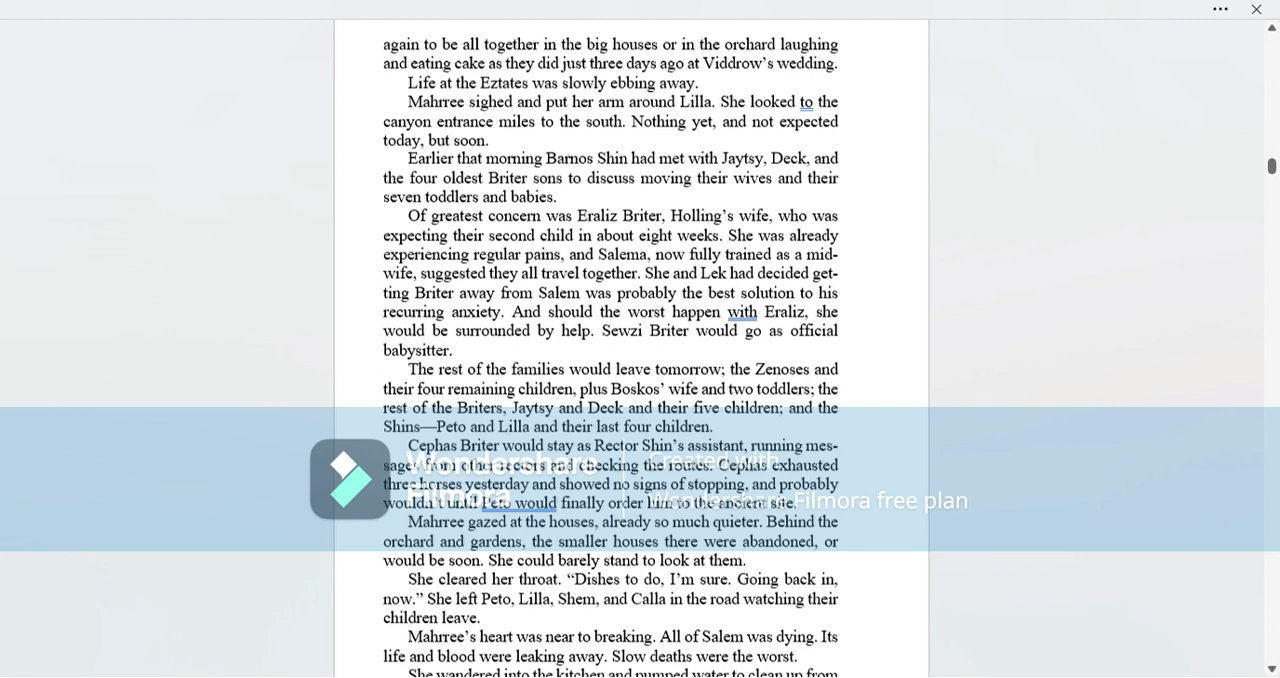 again to be all together in the big houses or in the orchard laughing
and eating cake as they did just three days ago at Viddrow's wedding.
Life at the Eztates was slowly ebbing away.
Mahrree sighed and put her arm around Lilla. She looked to the
canyon entrance miles to the south. Nothing yet, and not expected
today, but soon.
Earlier that morning Barnos Shin had met with Jaytsy, Deck, and
the four oldest Briter sons to discuss moving their wives and their
seven toddlers and babies.
Of greatest concern was Eraliz Briter, Holling's wife, who was
expecting their second child in about eight weeks. She was already
experiencing regular pains, and Salema, now fully trained as a mid-
wife, suggested they all travel together. She and Lek had decided get-
ting Briter away from Salem was probably the best solution to his
recurring anxiety. And should the worst happen with Eraliz, she
would be surrounded by help. Sewzi Briter would go as official
babysitter.
The rest of the families would leave tomorrow; the Zenoses and
their four remaining children, plus Boskos' wife and two toddlers; the
rest of the Briters, Jaytsy and Deck and their five children; and the
Shins—Peto and Lilla and their last four children.
Cephas Briter would stay as Rector Shin's assistant, running mes-
sages from other rectors and checking the routes. Cephas exhausted
three horses yesterday and showed no signs of stopping, and probably
wouldn't until Peto would finally order him to the ancient site.
Wondershare
Filmora
Created with
Wondershare Filmora free plan
Mahrree gazed at the houses, already so much quieter. Behind the
orchard and gardens, the smaller houses there were abandoned, or
would be soon. She could barely stand to look at them.
She cleared her throat. “Dishes to do, I'm sure. Going back in,
now.” She left Peto, Lilla, Shem, and Calla in the road watching their
children leave.
Mahrree's heart was near to breaking. All of Salem was dying. Its
life and blood were leaking away. Slow deaths were the worst.
She wandered into the kitchen and pumped water to clean up from